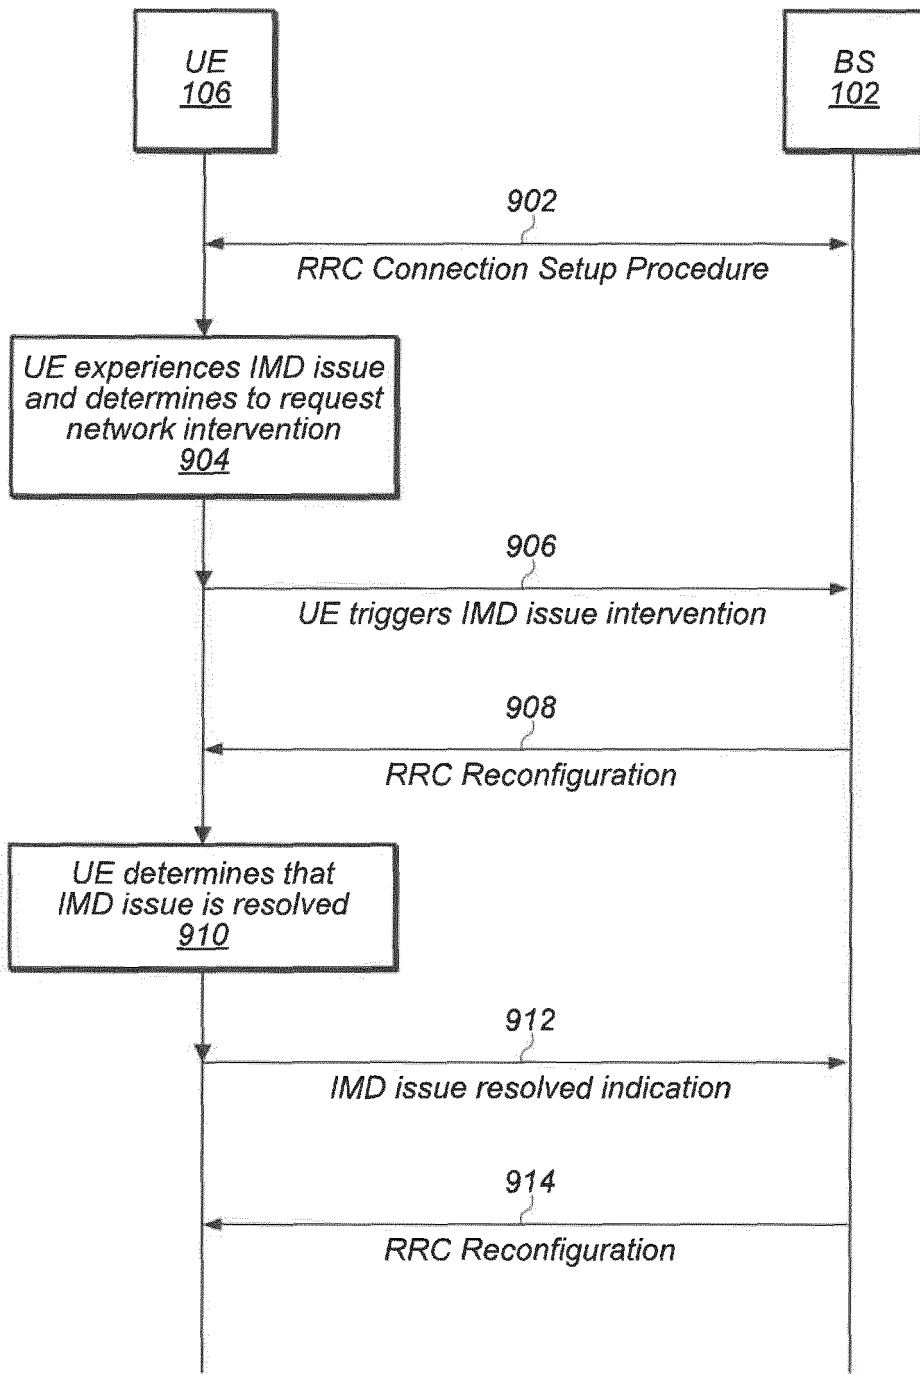 UE
106
BS
102
902
RRC Connection Setup Procedure
UE experiences IMD issue
and determines to request
network intervention
904
906
UE triggers IMD issue intervention
908
RRC Reconfiguration
UE determines that
IMD issue is resolved
910
912
IMD issue resolved indication
914
RRC Reconfiguration